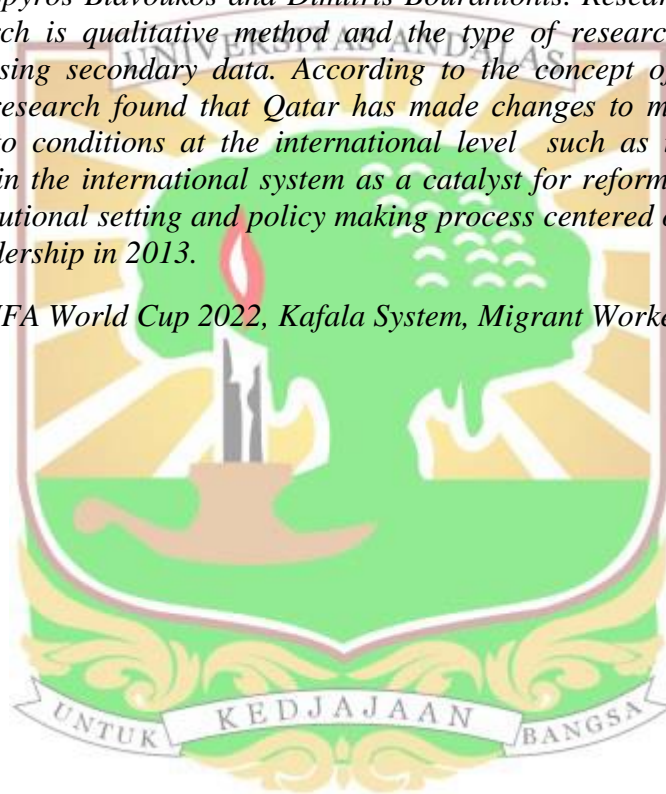 Spyros Blavoukos and Dimitris Bourantonis. Resear
rch is qualitative method and the type of researc
sing secondary data. According to the concept of
research found that Qatar has made changes to m
to conditions at the international level such as
in the international system as a catalyst for reform
utional setting and policy making process centered
dership in 2013.
IFA World Cup 2022, Kafala System, Migrant Worke
UNIVERSITAS ANDALAS
UNTUK KEDJAJAAN BANGSA